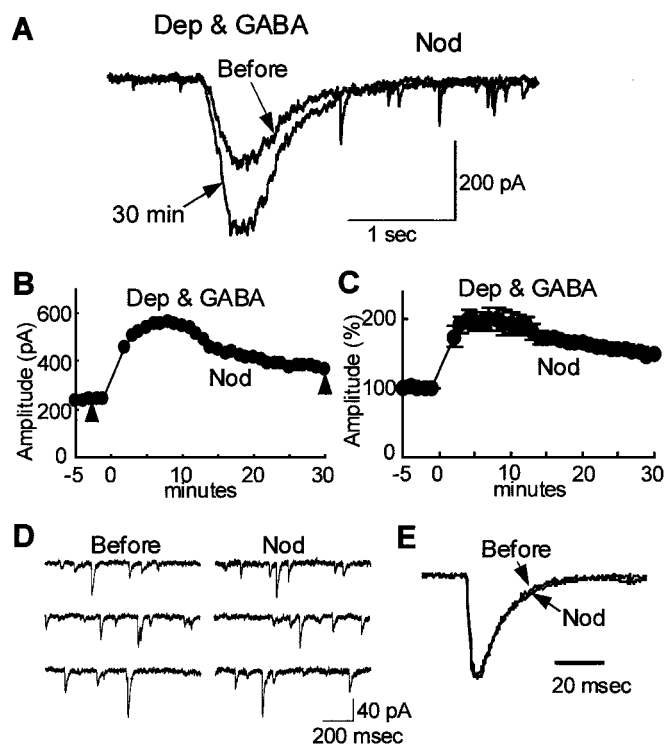 A
Dep & GABA
Nod
Before
30 min
200 pA
1 sec
B
Dep & GABA
Amplitude (pA)
600
400
200
0
Nod
-5 0 10 20 30
minutes
C
Dep & GABA
Amplitude (%)
200
100
0
Nod
-5 0 10 20 30
minutes
D
Before
Nod
40 pA
200 msec
E
Before
Nod
20 msec